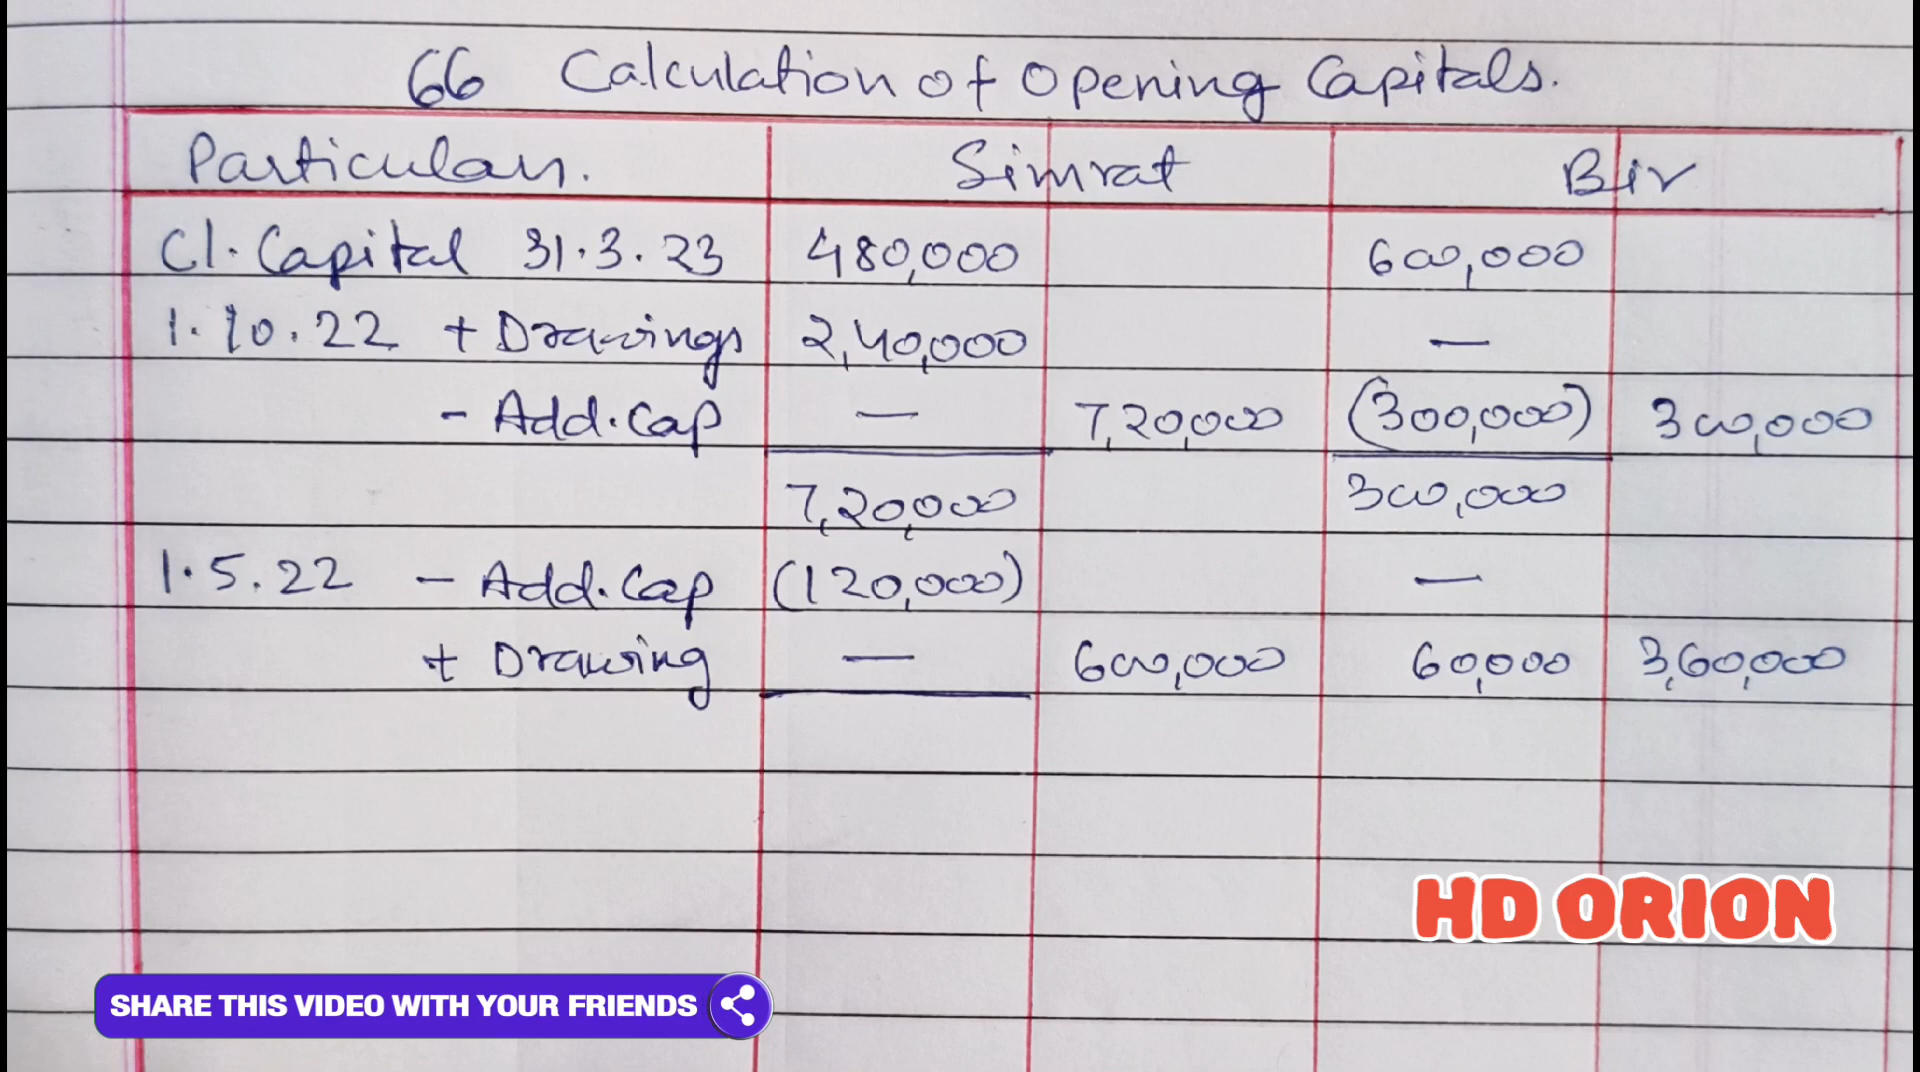 66 Calculation of Opening Capitals.
Particulars. Simrat Bir
Cl. Capital 31.3.23 480,000 600,000
1.10.22 + Drawings 2,40,000 —
- Add.Cap — 7,20,000 (300,000) 300,000
7,20,000 300,000
1.5.22 - Add.Cap (120,000) —
+ Drawing — 600,000 60,000 3,60,000
HD ORION
SHARE THIS VIDEO WITH YOUR FRIENDS